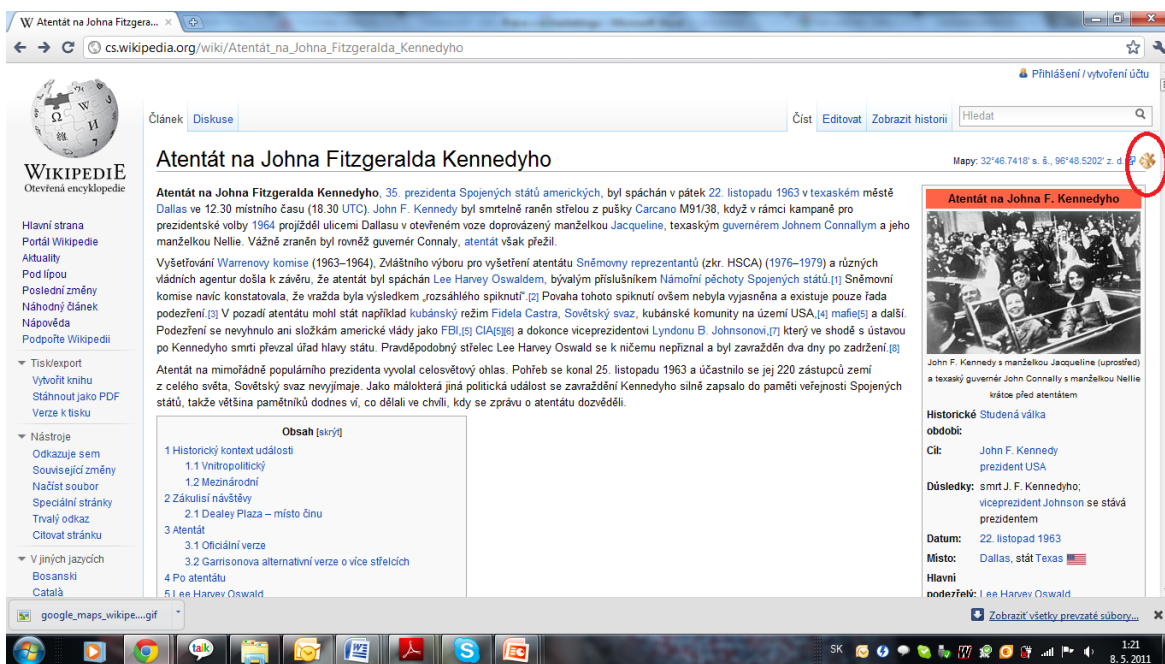 W Atentát na Johna Fitzgera...
cs.wikipedia.org/wiki/Atentát_na_Johna_Fitzgeralda_Kennedyho
Přihlášení / vytvoření účtu
Článek Diskuse Číst Editovat Zobrazit historii Hledat
WIKIPEDIE
Otevřená encyklopedie
Hlavní strana
Portál Wikipedie
Aktuality
Pod lípou
Poslední změny
Náhodný článek
Nápověda
Podpořte Wikipedii
Tisk/export
Vytvořit knihu
Stáhnout jako PDF
Verze k tisku
Nástroje
Odkazuje sem
Související změny
Načíst soubor
Speciální stránky
Trvalý odkaz
Citovat stránku
V jiných jazycích
Bosanski
Català
Atentát na Johna Fitzgeralda Kennedyho
Mapy: 32°46.7418' s. š., 96°48.5202' z. d.
Atentát na Johna Fitzgeralda Kennedyho, 35. prezidenta Spojených států amerických, byl spáchán v pátek 22. listopadu 1963 v texaském městě
Dallas ve 12.30 místního času (18.30 UTC). John F. Kennedy byl smrtelně raněn střelou z pušky Carcano M91/38, když v rámci kampaně pro
prezidentské volby 1964 projížděl ulicemi Dallasu v otevřeném voze doprovázený manželkou Jacqueline, texaským guvernérem Johnem Connallym a jeho
manželkou Nellie. Vážně zraněn byl rovněž guvernér Connaly, atentát však přežil.
Vyšetřování Warrenovy komise (1963–1964), Zvláštního výboru pro vyšetření atentátu Sněmovny reprezentantů (zkr. HSCA) (1976–1979) a různých
vládních agentur došla k závěru, že atentát byl spáchán Lee Harvey Oswaldem, bývalým příslušníkem Námořní pěchoty Spojených států.[1] Sněmovní
komise navíc konstatovala, že vražda byla výsledkem „rozsáhlého spiknutí“.[2] Povaha tohoto spiknutí ovšem nebyla vyjasněna a existuje pouze řada
podezření.[3] V pozadí atentátu mohl stát například kubánský režim Fidela Castra, Sovětský svaz, kubánské komunity na území USA,[4] mafie[5] a další.
Podezření se nevyhnulo ani složkám americké vlády jako FBI,[5] CIA[5][6] a dokonce viceprezidentovi Lyndonu B. Johnsonovi,[7] který ve shodě s ústavou
po Kennedyho smrti převzal úřad hlavy státu. Pravděpodobný střelec Lee Harvey Oswald se k ničemu nepřiznal a byl zavražděn dva dny po zadržení.[8]
Atentát na mimořádně populárního prezidenta vyvolal celosvětový ohlas. Pohřeb se konal 25. listopadu 1963 a účastnilo se jej 220 zástupců zemí
z celého světa, Sovětský svaz nevyjímaje. Jako málokterá jiná politická událost se zavraždění Kennedyho silně zapsalo do paměti veřejnosti Spojených
států, takže většina pamětníků dodnes ví, co dělali ve chvíli, kdy se zprávu o atentátu dozvěděli.
Obsah [skrýt]
1 Historický kontext události
1.1 Vnitropolitický
1.2 Mezinárodní
2 Zákulisí návštěvy
2.1 Dealey Plaza – místo činu
3 Atentát
3.1 Oficiální verze
3.2 Garrisonova alternativní verze o více střelcích
4 Po atentátu
5 Lee Harvey Oswald
Atentát na Johna F. Kennedyho
John F. Kennedy s manželkou Jacqueline (uprostřed)
a texaský guvernér John Connally s manželkou Nellie
krátce před atentátem
Historické Studená válka
období:
Cíl: John F. Kennedy
prezident USA
Důsledky: smrt J. F. Kennedyho;
viceprezident Johnson se stává
prezidentem
Datum: 22. listopad 1963
Místo: Dallas, stát Texas
Hlavní
podezřelý: Lee Harvey Oswald
google_maps_wikipe....gif
Zobraziť všetky prevzaté súbory...
talk
SK
1:21
8. 5. 2011